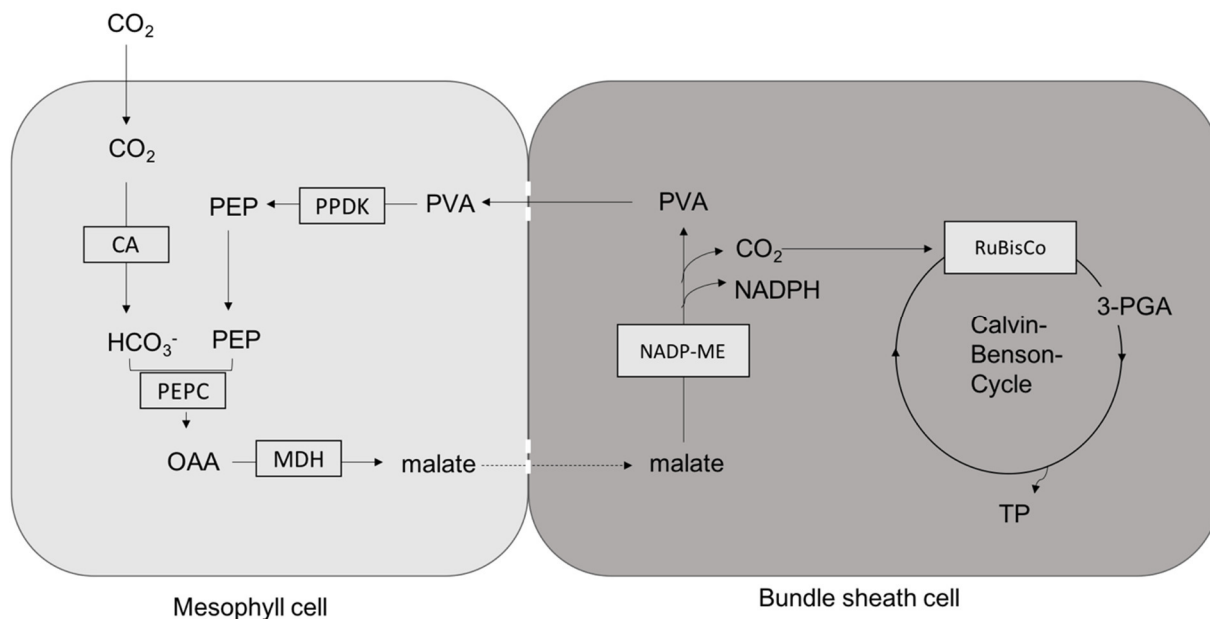 CO₂
CO₂
CA
HCO₃⁻
PEP
PPDK
PVA
PEP
PEPC
OAA
MDH
malate
Mesophyll cell
PVA
CO₂
NADPH
NADP-ME
malate
RuBisCo
3-PGA
Calvin-
Benson-
Cycle
TP
Bundle sheath cell